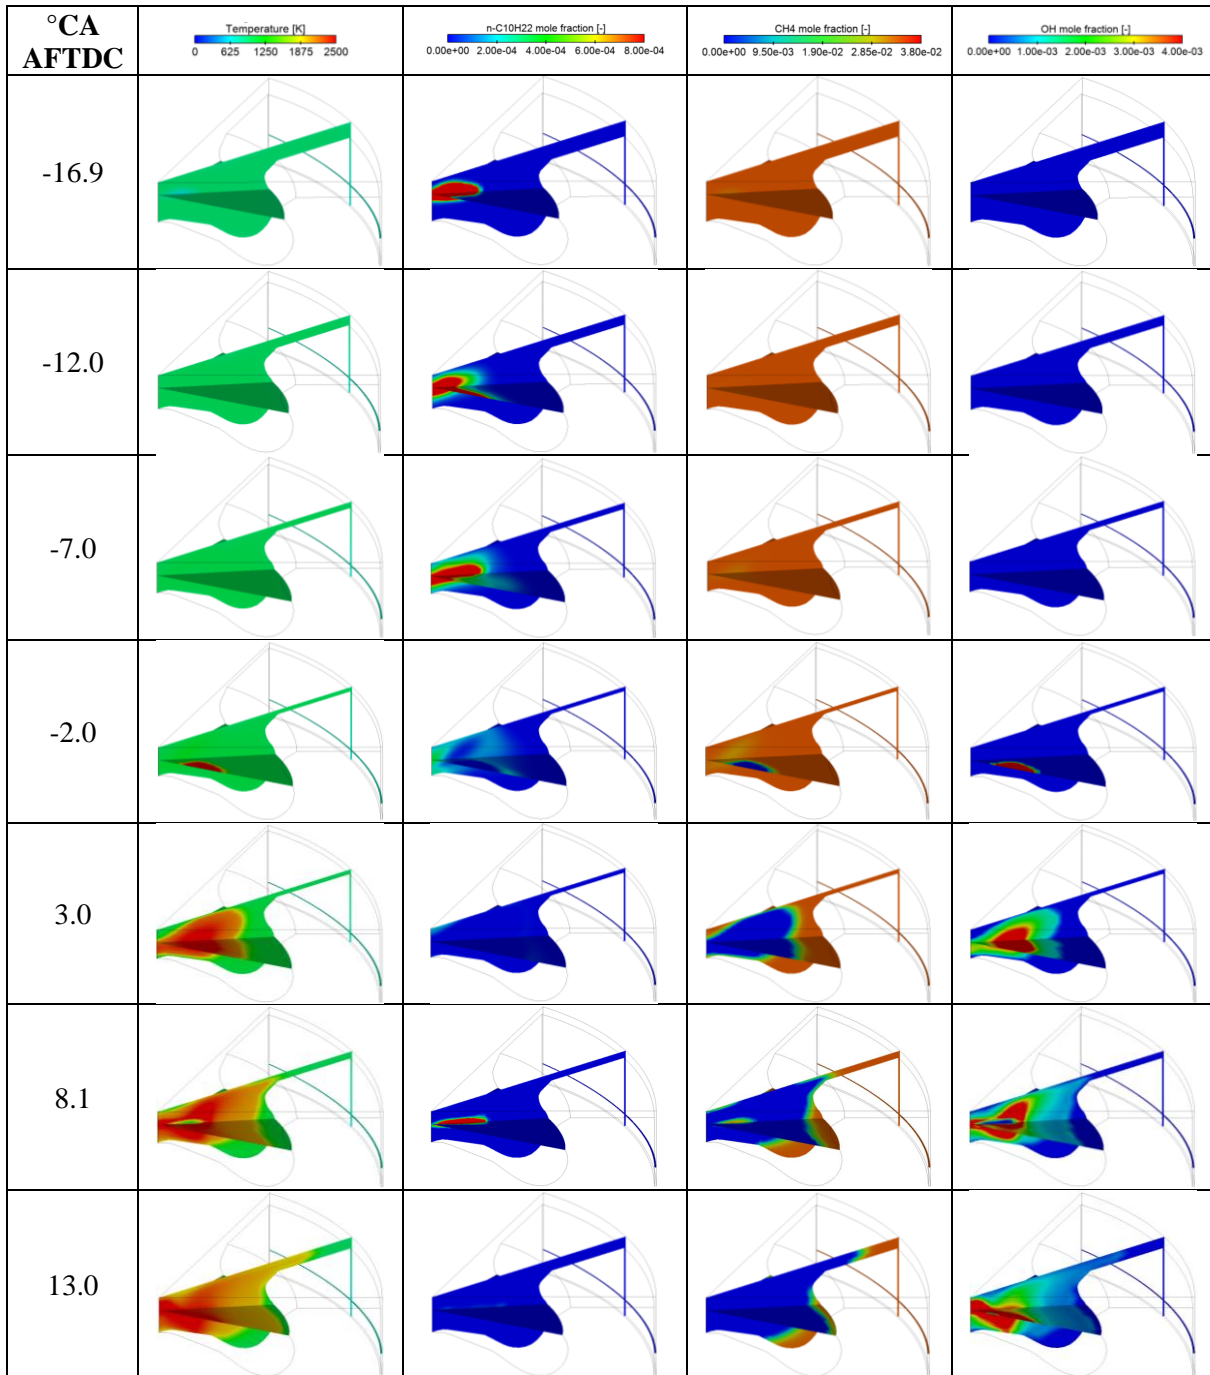 °CA
AFTDC
Temperature [K]
0 625 1250 1875 2500
n-C10H22 mole fraction [-]
0.00e+00 2.00e-04 4.00e-04 6.00e-04 8.00e-04
CH4 mole fraction [-]
0.00e+00 9.50e-03 1.90e-02 2.85e-02 3.80e-02
OH mole fraction [-]
0.00e+00 1.00e-03 2.00e-03 3.00e-03 4.00e-03
-16.9
-12.0
-7.0
-2.0
3.0
8.1
13.0